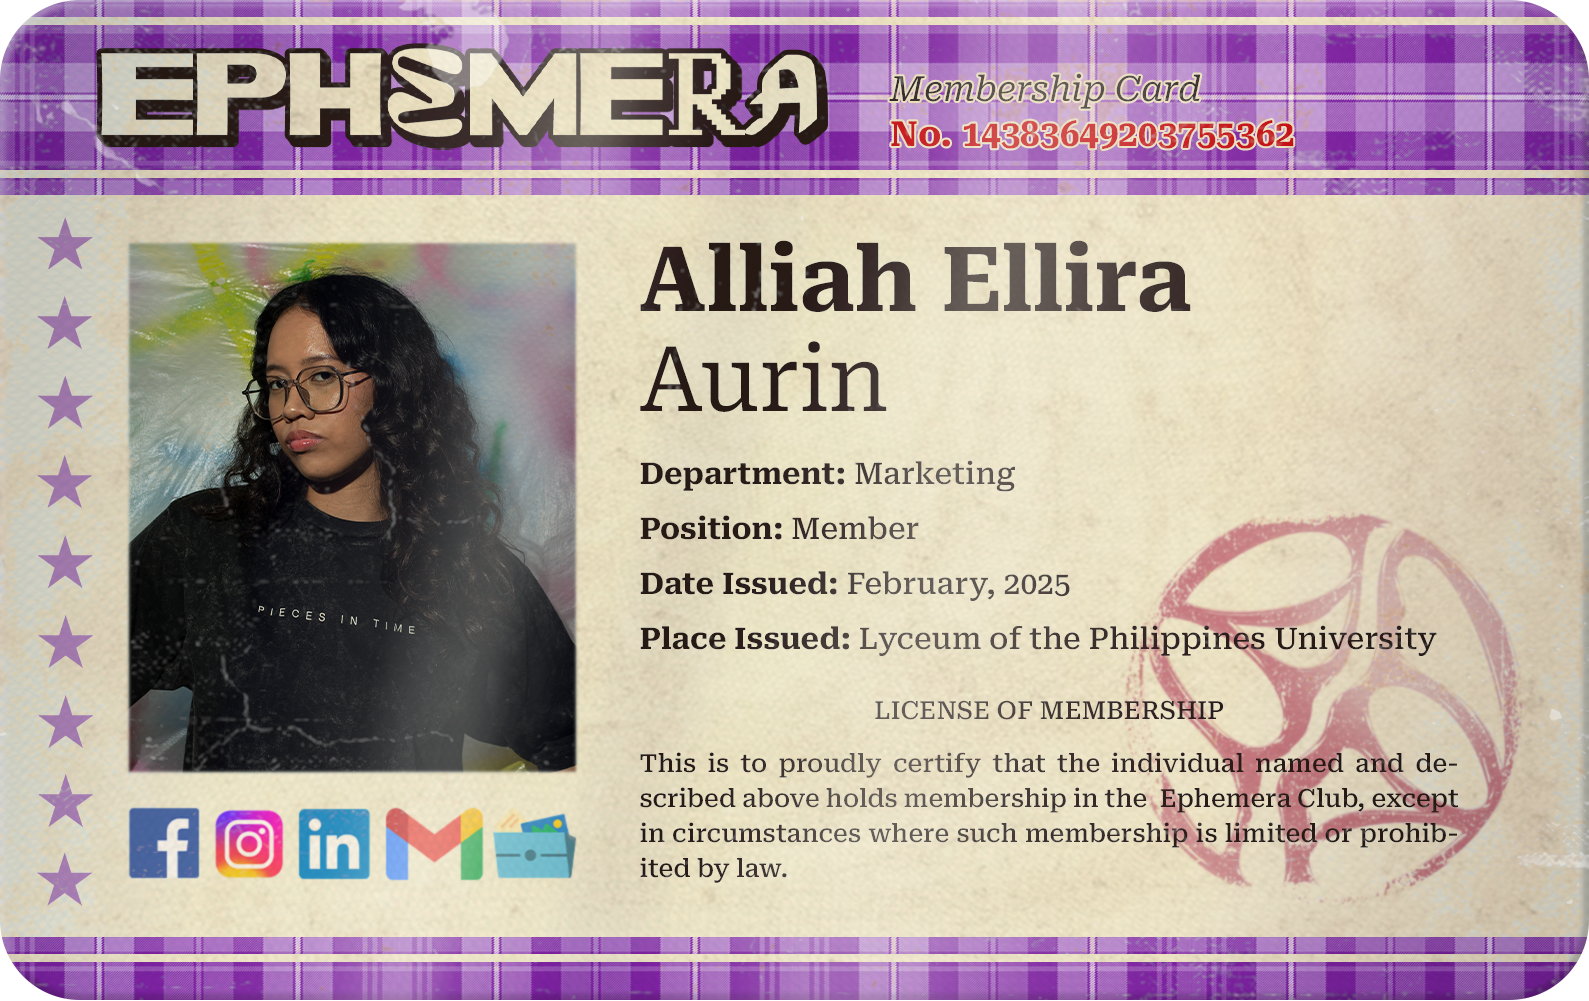 EPHEMERA
Membership Card
No. 14383649203755362
Alliah Ellira
Aurin
Department: Marketing
Position: Member
Date Issued: February, 2025
Place Issued: Lyceum of the Philippines University
LICENSE OF MEMBERSHIP
This is to proudly certify that the individual named and de-
scribed above holds membership in the Ephemera Club, except
in circumstances where such membership is limited or prohib-
ited by law.
PIECES IN TIME
f
in